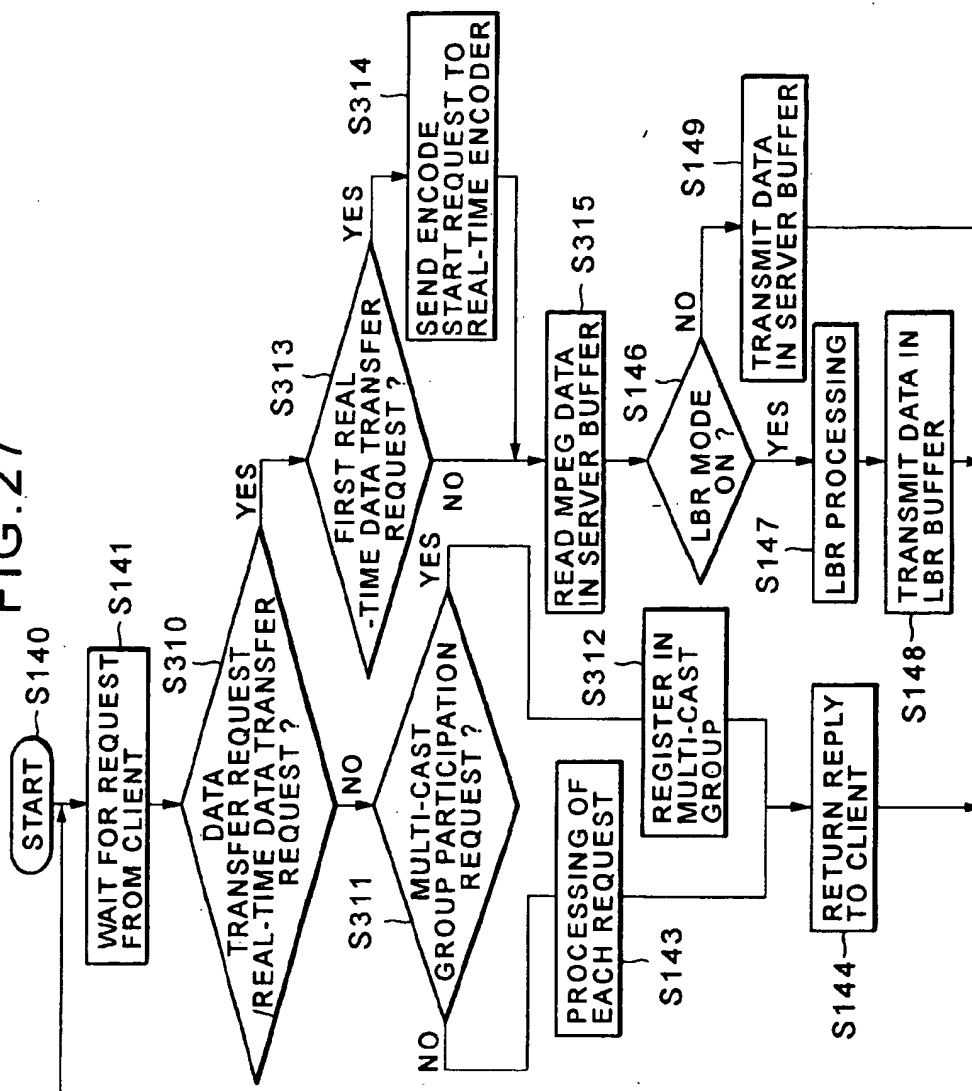 FIG.27
START
S140
S141
WAIT FOR REQUEST
FROM CLIENT
S310
DATA
TRANSFER REQUEST
/REAL-TIME DATA TRANSFER
REQUEST ?
YES
NO
S313
FIRST REAL
-TIME DATA TRANSFER
REQUEST ?
YES
NO
S314
SEND ENCODE
START REQUEST TO
REAL-TIME ENCODER
S311
MULTI-CAST
GROUP PARTICIPATION
REQUEST ?
NO
YES
S315
READ MPEG DATA
IN SERVER BUFFER
S312
REGISTER IN
MULTI-CAST
GROUP
PROCESSING OF
EACH REQUEST
S143
S146
LBR MODE
ON ?
NO
YES
S149
TRANSMIT DATA
IN SERVER BUFFER
S147
LBR PROCESSING
RETURN REPLY
TO CLIENT
S144
TRANSMIT DATA IN
LBR BUFFER
S148